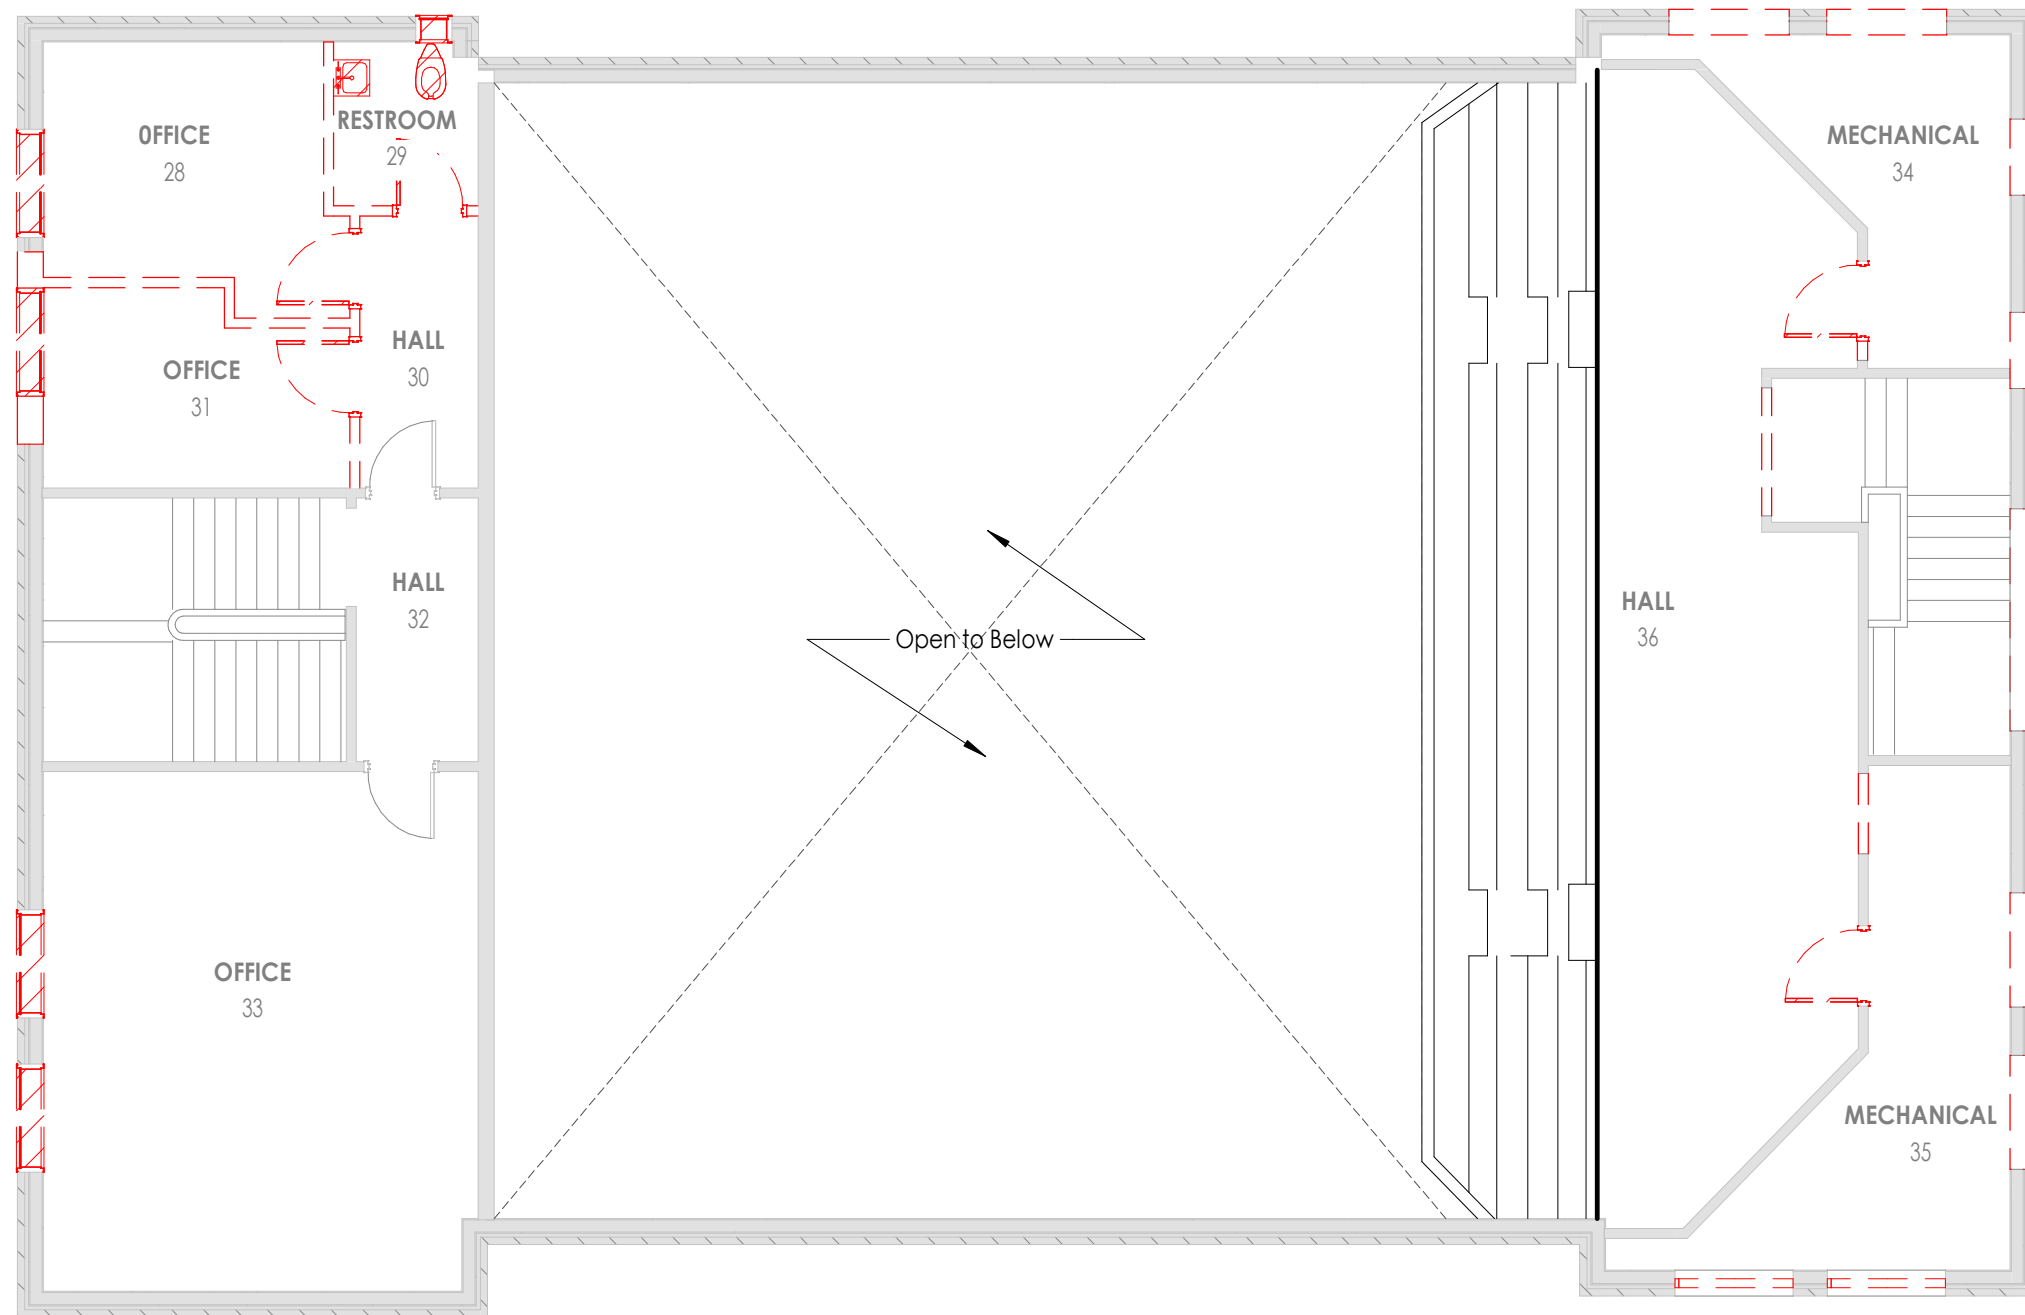 0FFICE
28
RESTROOM
29
MECHANICAL
34
HALL
30
OFFICE
31
HALL
32
HALL
36
Open to Below
OFFICE
33
MECHANICAL
35